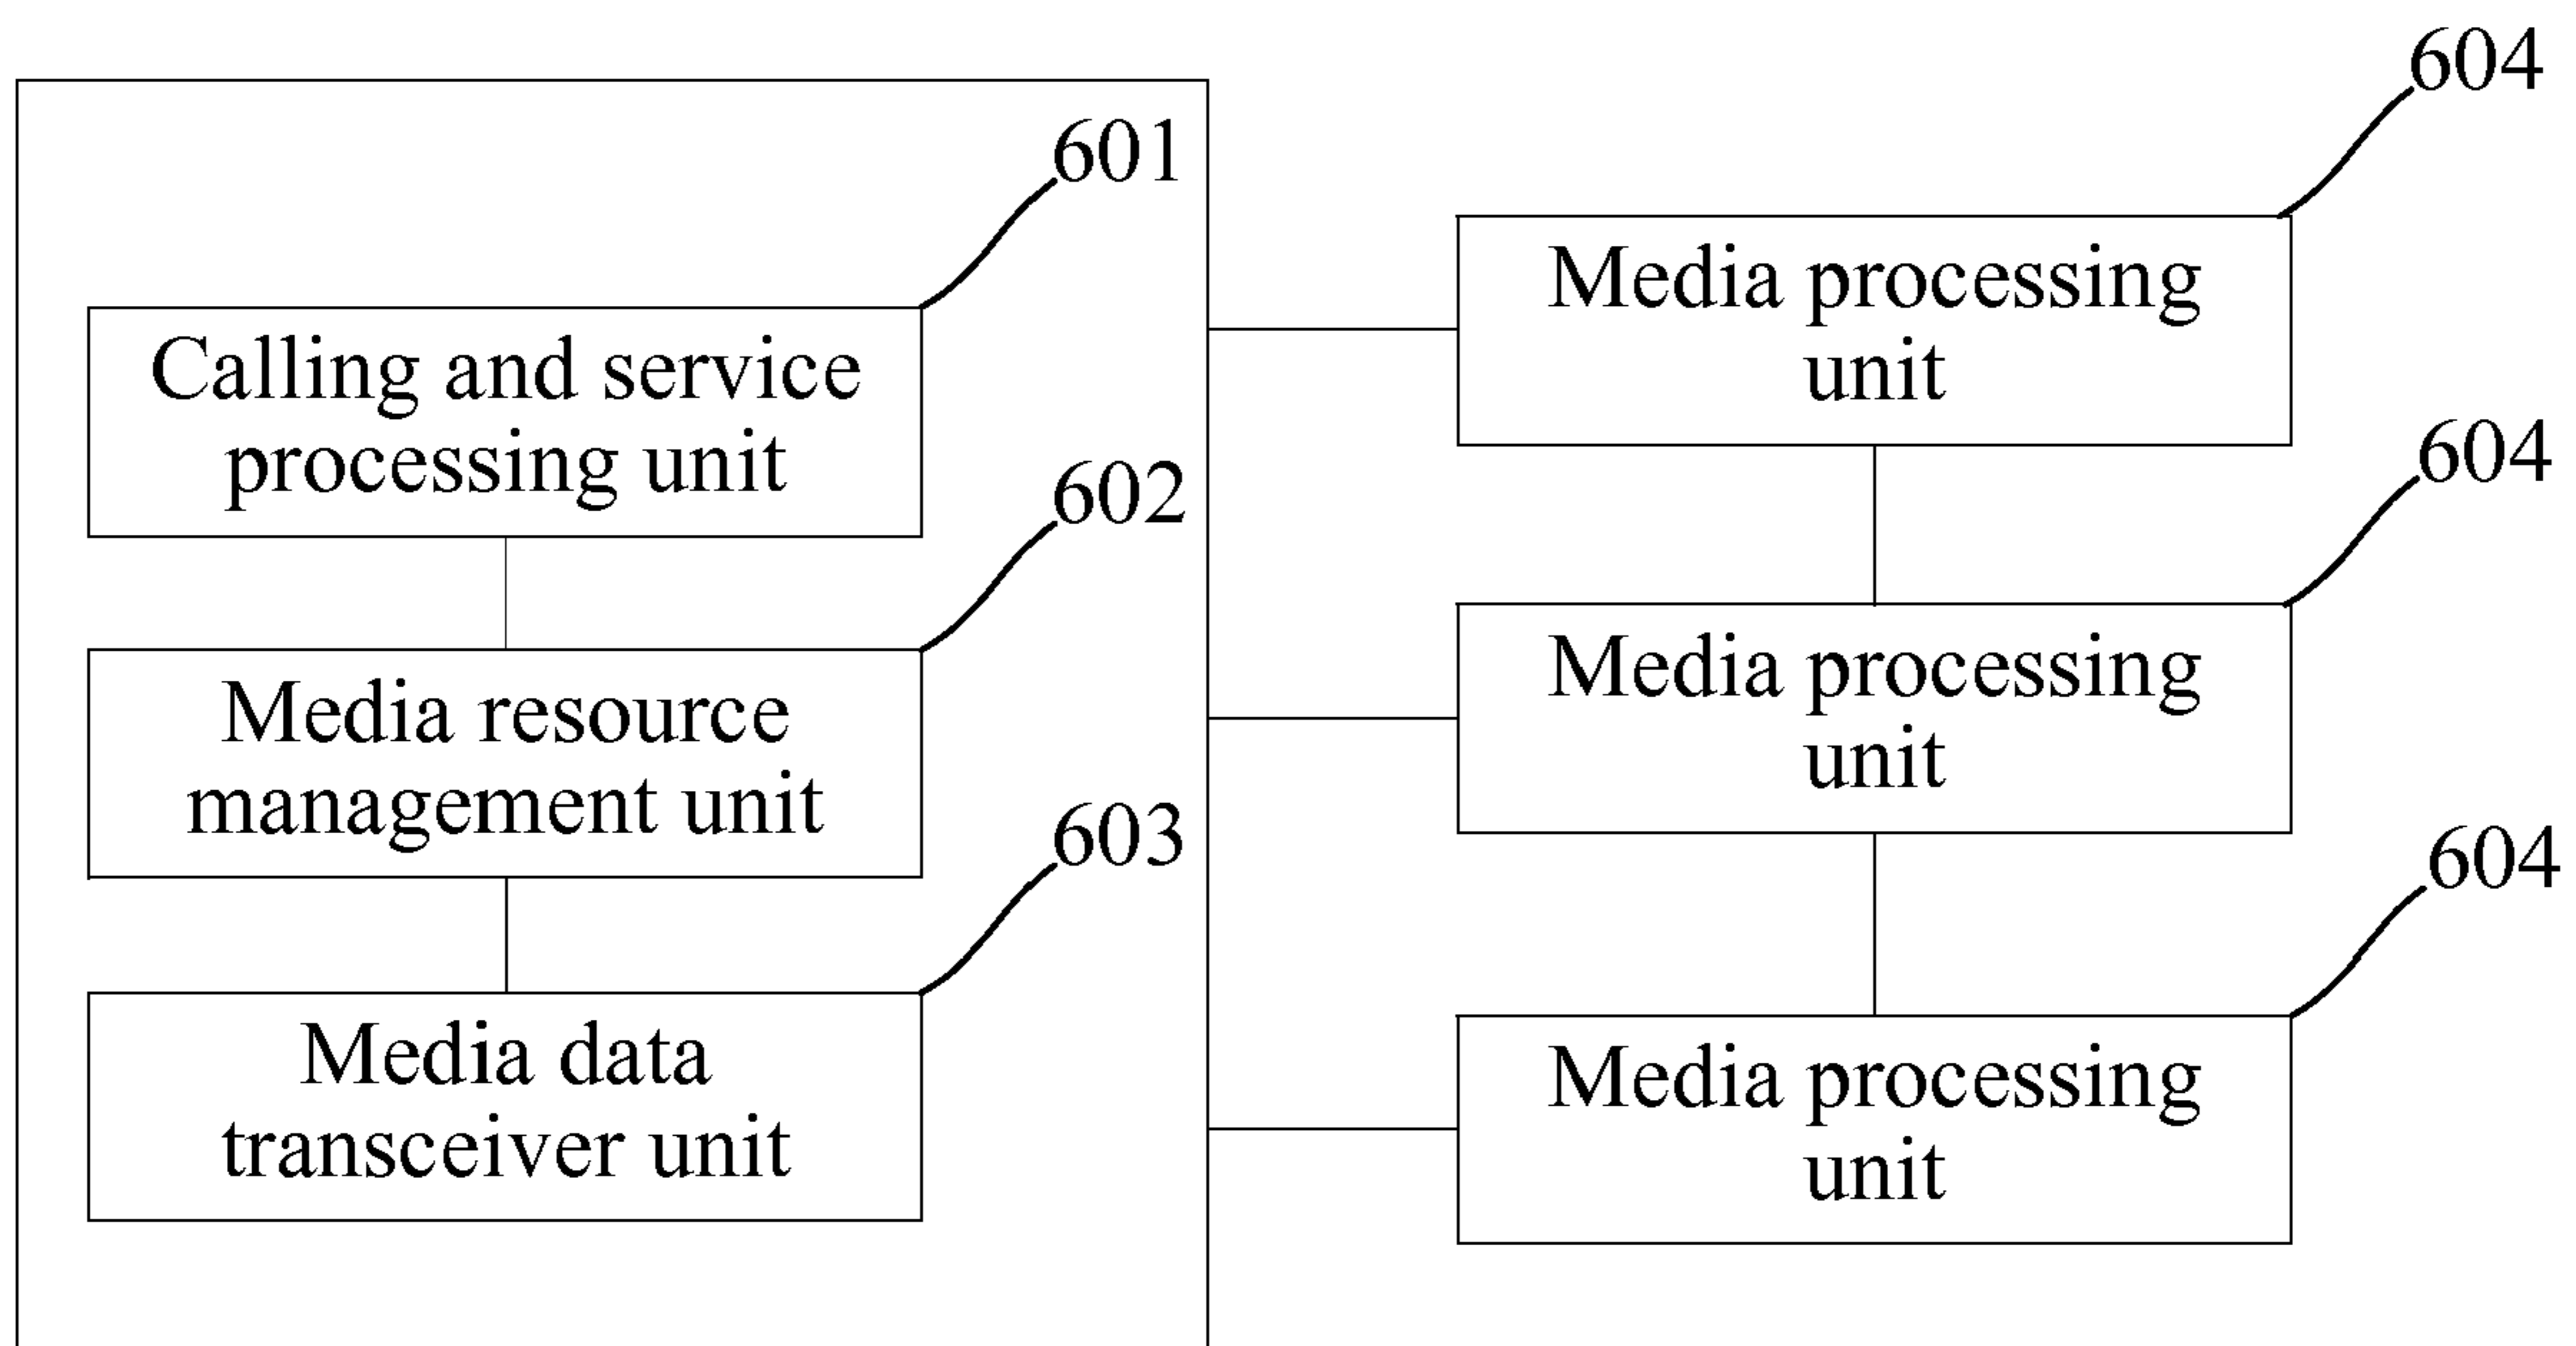 601
Calling and service
processing unit
602
Media resource
management unit
603
Media data
transceiver unit
604
Media processing
unit
604
Media processing
unit
604
Media processing
unit